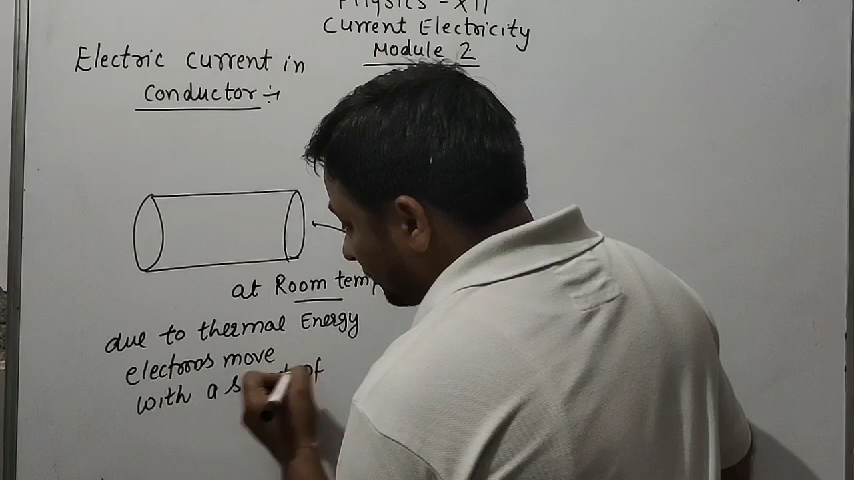 Physics - XII
Current Electricity
Module 2
Electric current in
Conductor :-
at Room temp
due to thermal Energy
electrons move
with a of